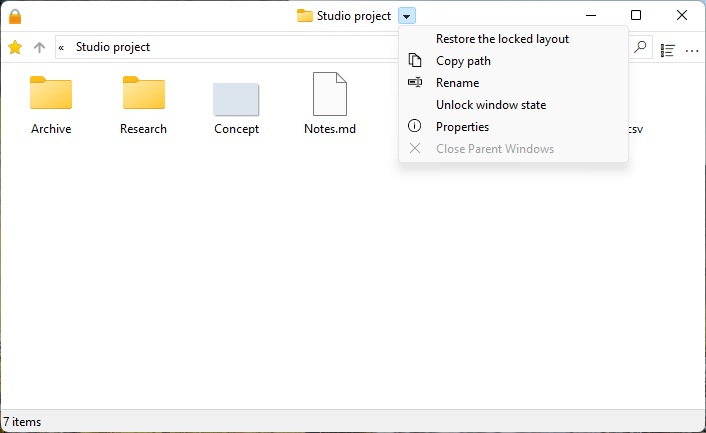 Studio project
« Studio project
Restore the locked layout
Copy path
Rename
Unlock window state
Properties
Close Parent Windows
Archive
Research
Concept
Notes.md
csv
7 items